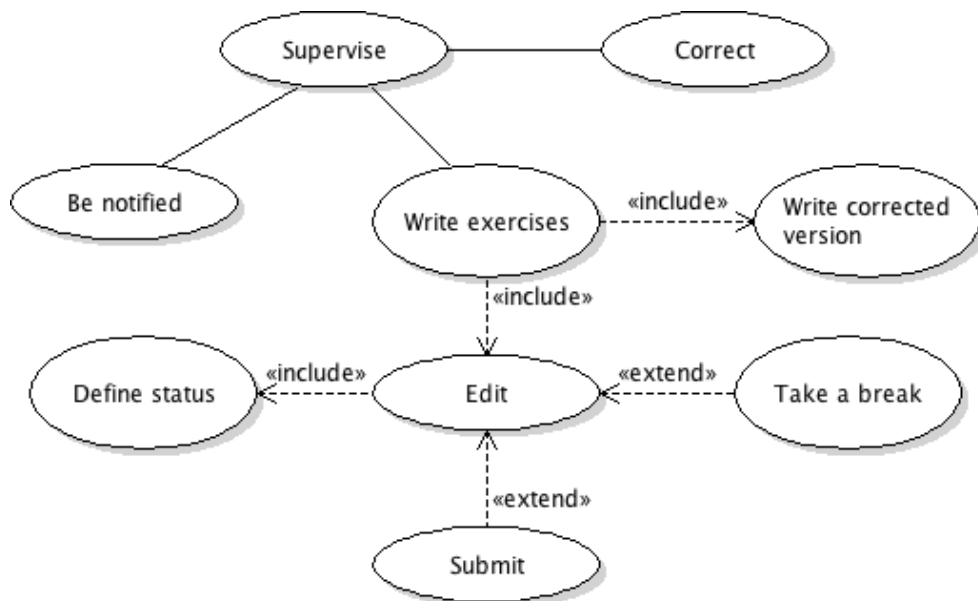 Supervise
Correct
Be notified
Write exercises
«include»
Write corrected
version
«include»
Define status
«include»
Edit
«extend»
Take a break
«extend»
Submit